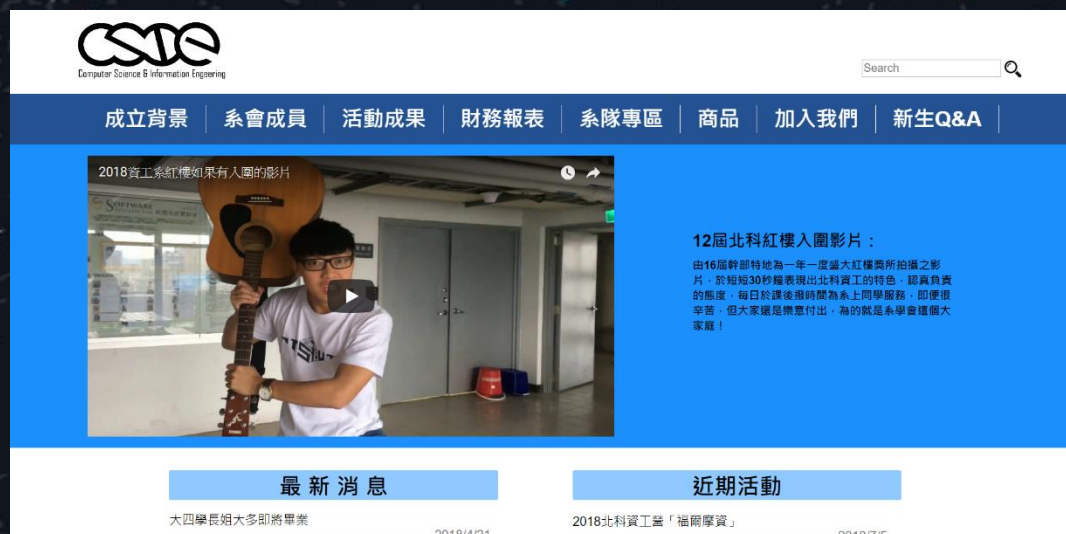 CSIE
Computer Science & Information Engeering
Search
成立背景
系會成員
活動成果
財務報表
系隊專區
商品
加入我們
新生Q&A
2018資工系紅樓如果有入圍的影片
SOFTWARE
12屆北科紅樓入圍影片：
由16屆幹部特地為一年一度盛大紅樓獎所拍攝之影
片，於短短30秒鐘表現出北科資工的特色，認真負責
的態度，每日於課後撥時間為系上同學服務，即便很
辛苦，但大家還是樂意付出，為的就是系學會這個大
家庭！
最新消息
大四學長姐大多即將畢業
近期活動
2018北科資工營「福爾摩資」